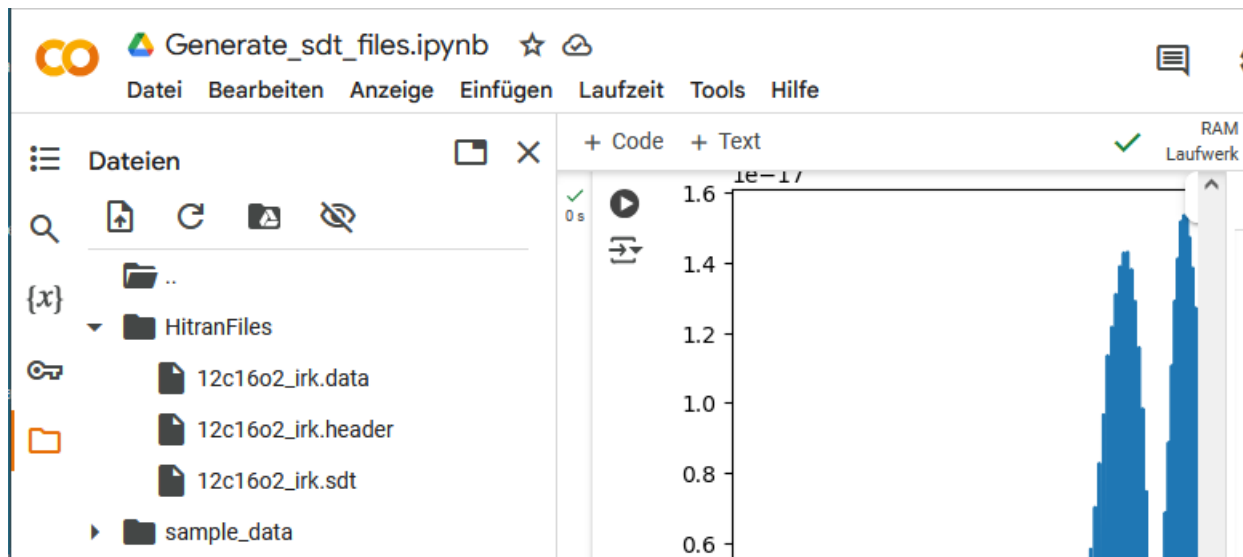 Generate_sdt_files.ipynb
Datei Bearbeiten Anzeige Einfügen Laufzeit Tools Hilfe
Dateien
+ Code + Text
RAM
Laufwerk
{x}
..
HitranFiles
12c16o2_irk.data
12c16o2_irk.header
12c16o2_irk.sdt
sample_data
0 s
1e−17
1.6
1.4
1.2
1.0
0.8
0.6